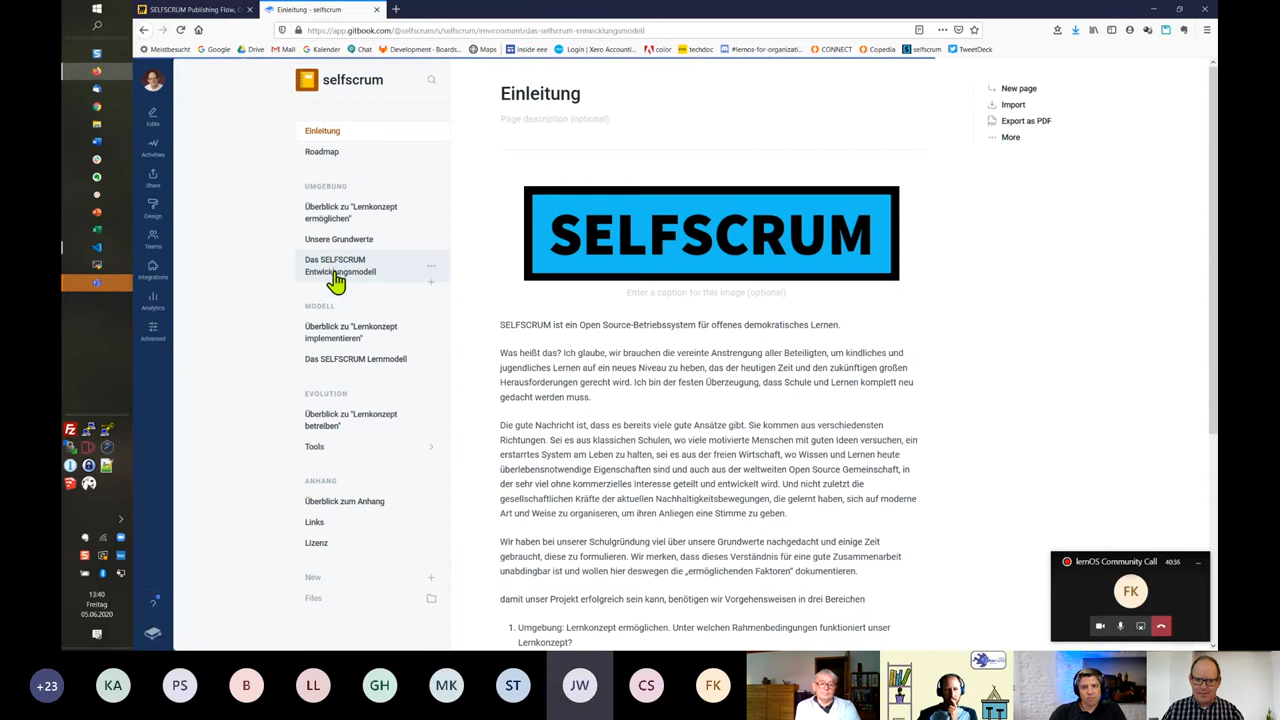 SELFSCRUM Publishing Flow, O
Einleitung - selfscrum
https://app.gitbook.com/@selfscrum/s/selfscrum/environment/das-selfscrum-entwicklungsmodell
Meistbesucht
Google
Drive
Mail
Kalender
Chat
Development - Boards...
Maps
inside eee
Login | Xero Accountin...
color
techdoc
#lernos-for-organizatio...
CONNECT
Copedia
selfscrum
TweetDeck
Edits
Activities
Share
Design
Teams
Integrations
Analytics
Advanced
selfscrum
Einleitung
Roadmap
UMGEBUNG
Überblick zu "Lernkonzept
ermöglichen"
Unsere Grundwerte
Das SELFSCRUM
Entwicklungsmodell
MODELL
Überblick zu "Lernkonzept
implementieren"
Das SELFSCRUM Lernmodell
EVOLUTION
Überblick zu "Lernkonzept
betreiben"
Tools
ANHANG
Überblick zum Anhang
Links
Lizenz
New
Files
Einleitung
Page description (optional)
SELFSCRUM
Enter a caption for this image (optional)
SELFSCRUM ist ein Open Source-Betriebssystem für offenes demokratisches Lernen.
Was heißt das? Ich glaube, wir brauchen die vereinte Anstrengung aller Beteiligten, um kindliches und
jugendliches Lernen auf ein neues Niveau zu heben, das der heutigen Zeit und den zukünftigen großen
Herausforderungen gerecht wird. Ich bin der festen Überzeugung, dass Schule und Lernen komplett neu
gedacht werden muss.
Die gute Nachricht ist, dass es bereits viele gute Ansätze gibt. Sie kommen aus verschiedensten
Richtungen. Sei es aus klassischen Schulen, wo viele motivierte Menschen mit guten Ideen versuchen, ein
erstarrtes System am Leben zu halten, sei es aus der freien Wirtschaft, wo Wissen und Lernen heute
überlebensnotwendige Eigenschaften sind und auch aus der weltweiten Open Source Gemeinschaft, in
der sehr viel ohne kommerzielles Interesse geteilt und entwickelt wird. Und nicht zuletzt die
gesellschaftlichen Kräfte der aktuellen Nachhaltigkeitsbewegungen, die gelernt haben, sich auf moderne
Art und Weise zu organisieren, um ihren Anliegen eine Stimme zu geben.
Wir haben bei unserer Schulgründung viel über unsere Grundwerte nachgedacht und einige Zeit
gebraucht, diese zu formulieren. Wir merken, dass dieses Verständnis für eine gute Zusammenarbeit
unabdingbar ist und wollen hier deswegen die „ermöglichenden Faktoren" dokumentieren.
damit unser Projekt erfolgreich sein kann, benötigen wir Vorgehensweisen in drei Bereichen
1. Umgebung: Lernkonzept ermöglichen. Unter welchen Rahmenbedingungen funktioniert unser
Lernkonzept?
New page
Import
Export as PDF
More
lernOS Community Call
40:36
FK
13:40
Freitag
05.06.2020
+23
KA
PS
B
LL
GH
MK
ST
JW
CS
FK